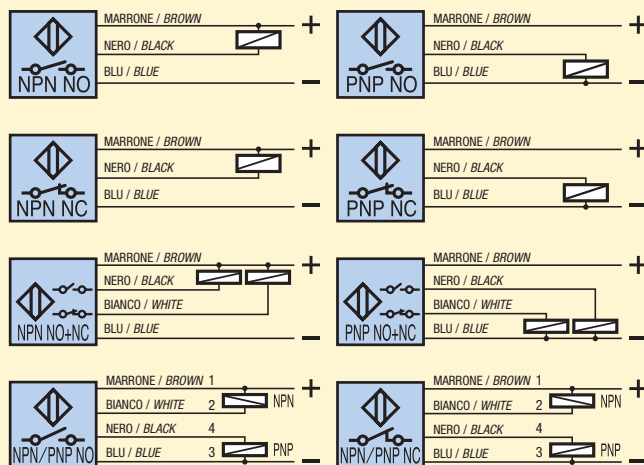 MARRONE / BROWN
+
NERO / BLACK
BLU / BLUE
NPN NO
−
MARRONE / BROWN
+
NERO / BLACK
BLU / BLUE
PNP NO
−
MARRONE / BROWN
+
NERO / BLACK
BLU / BLUE
NPN NC
−
MARRONE / BROWN
+
NERO / BLACK
BLU / BLUE
PNP NC
−
MARRONE / BROWN
+
NERO / BLACK
BIANCO / WHITE
BLU / BLUE
NPN NO+NC
−
MARRONE / BROWN
+
NERO / BLACK
BIANCO / WHITE
BLU / BLUE
PNP NO+NC
−
MARRONE / BROWN 1
+
BIANCO / WHITE 2 NPN
NERO / BLACK 4
BLU / BLUE 3 PNP
NPN/PNP NO
−
MARRONE / BROWN 1
+
BIANCO / WHITE 2 NPN
NERO / BLACK 4
BLU / BLUE 3 PNP
NPN/PNP NC
−